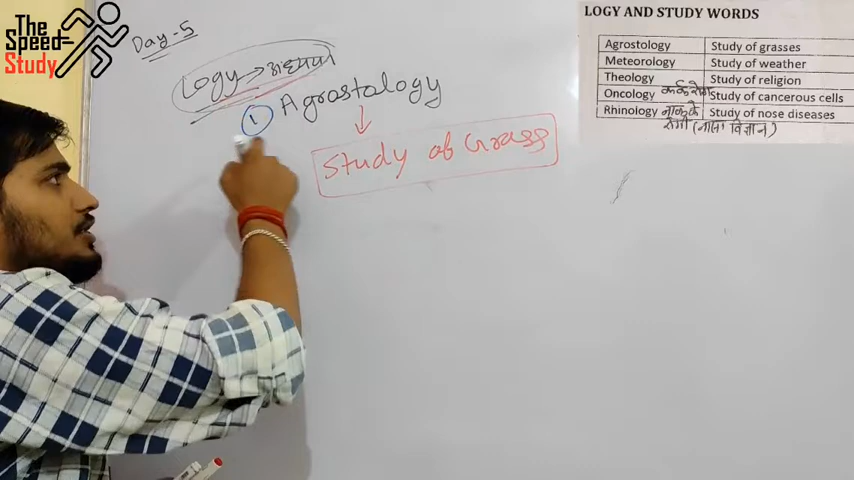 The
Speed
Study
Day-5
Logy → अध्ययन
1 Agrostalogy
↓
Study of Grass
LOGY AND STUDY WORDS
Agrostology Study of grasses
Meteorology Study of weather
Theology Study of religion
Oncology कर्क रोग Study of cancerous cells
Rhinology नाक के Study of nose diseases
रोगों (नासा विज्ञान)